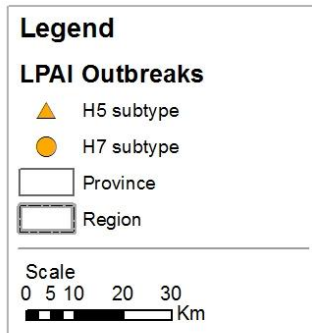 Legend
LPAI Outbreaks
H5 subtype
H7 subtype
Province
Region
Scale
0 5 10 20 30
Km